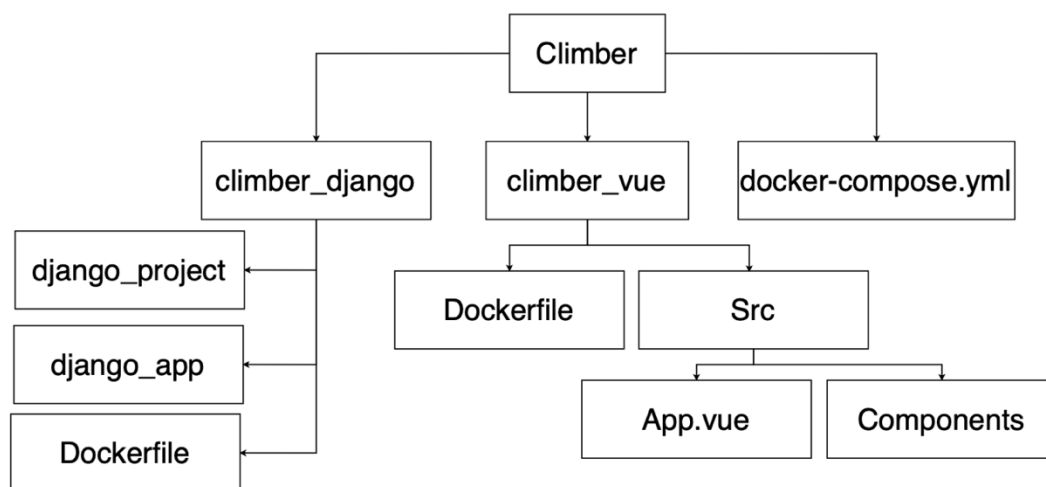 Climber
climber_django
climber_vue
docker-compose.yml
django_project
Dockerfile
Src
django_app
App.vue
Components
Dockerfile